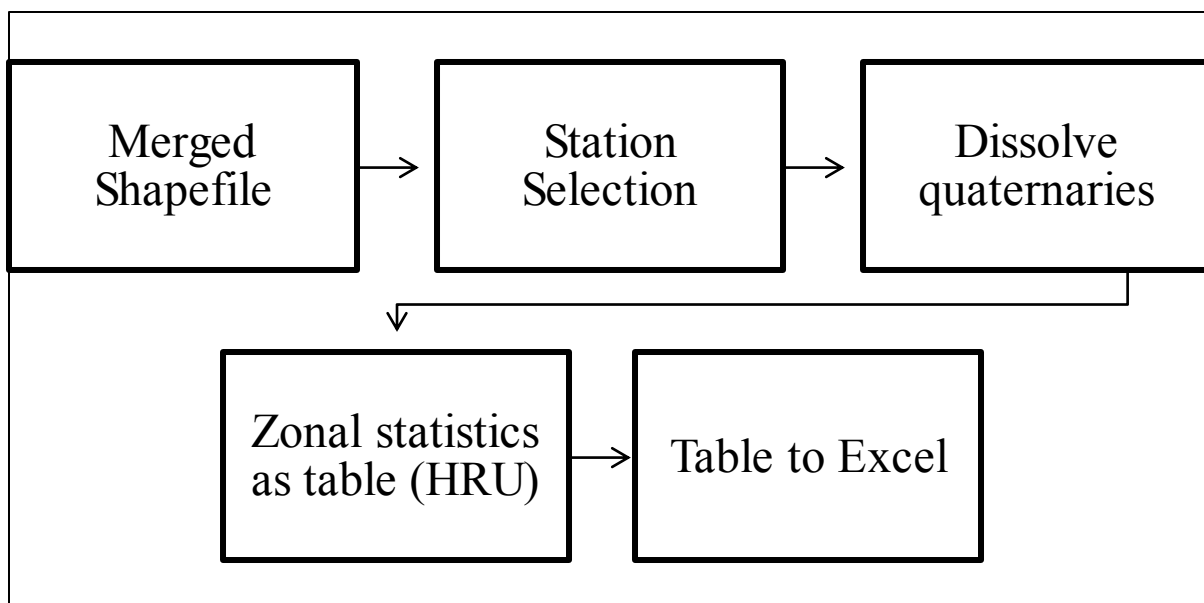 Merged
Shapefile
Station
Selection
Dissolve
quaternaries
Zonal statistics
as table (HRU)
Table to Excel